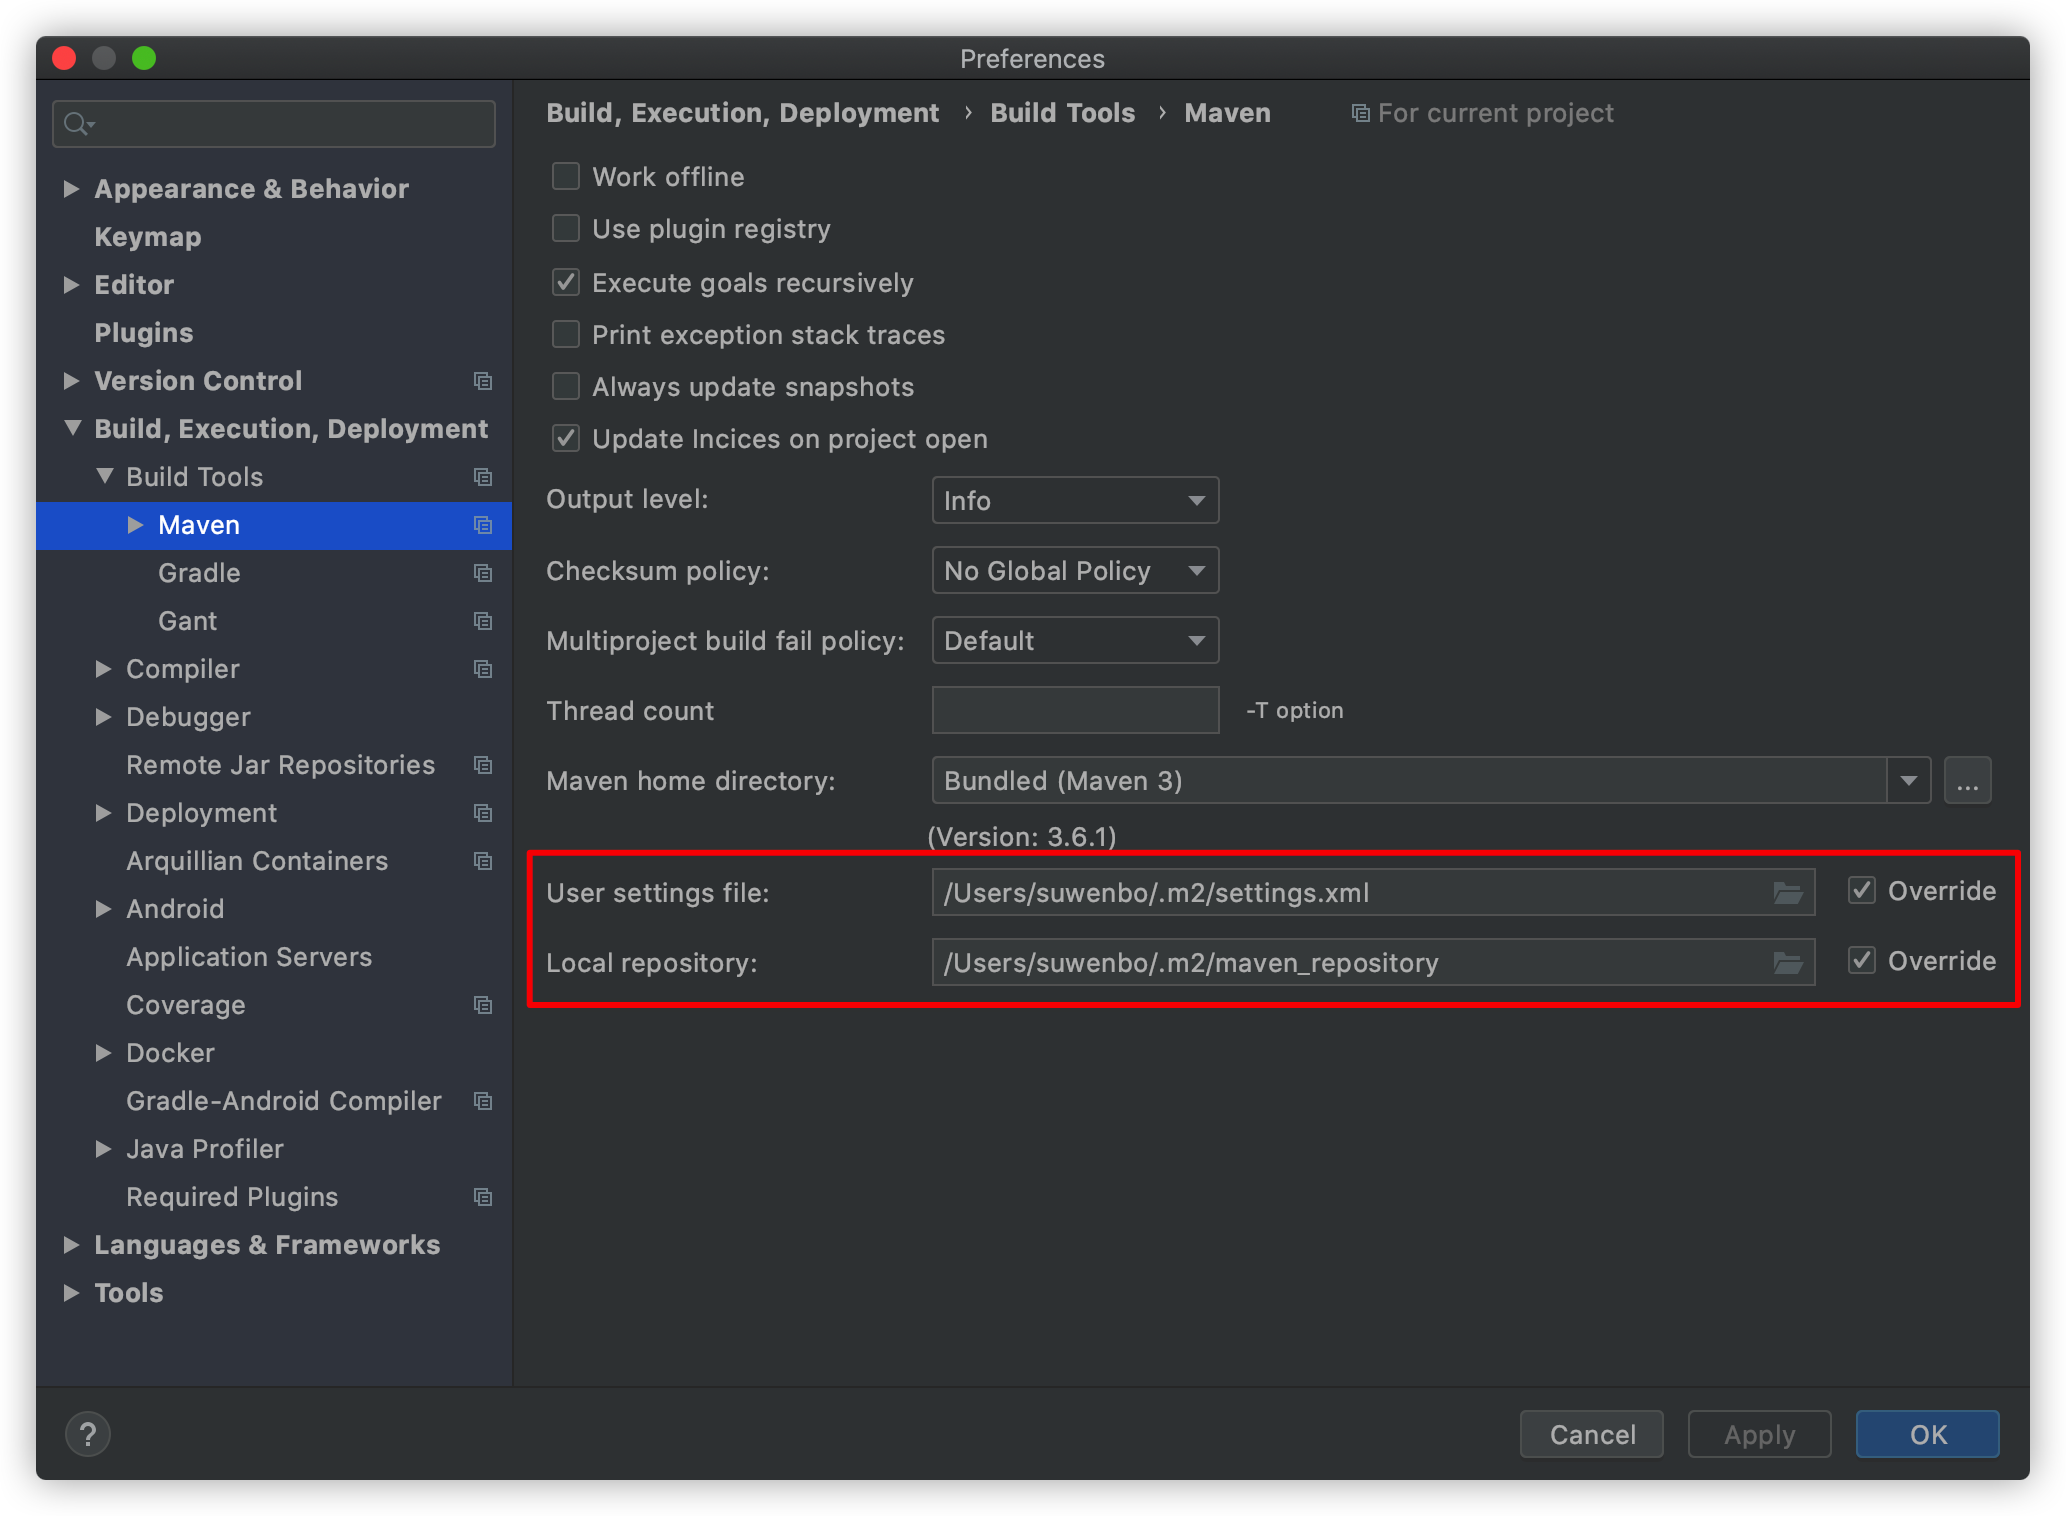 Preferences
Appearance & Behavior
Keymap
Editor
Plugins
Version Control
Build, Execution, Deployment
Build Tools
Maven
Gradle
Gant
Compiler
Debugger
Remote Jar Repositories
Deployment
Arquillian Containers
Android
Application Servers
Coverage
Docker
Gradle-Android Compiler
Java Profiler
Required Plugins
Languages & Frameworks
Tools
Build, Execution, Deployment › Build Tools › Maven For current project
Work offline
Use plugin registry
Execute goals recursively
Print exception stack traces
Always update snapshots
Update Incices on project open
Output level: Info
Checksum policy: No Global Policy
Multiproject build fail policy: Default
Thread count -T option
Maven home directory: Bundled (Maven 3) ...
(Version: 3.6.1)
User settings file: /Users/suwenbo/.m2/settings.xml Override
Local repository: /Users/suwenbo/.m2/maven_repository Override
? Cancel Apply OK